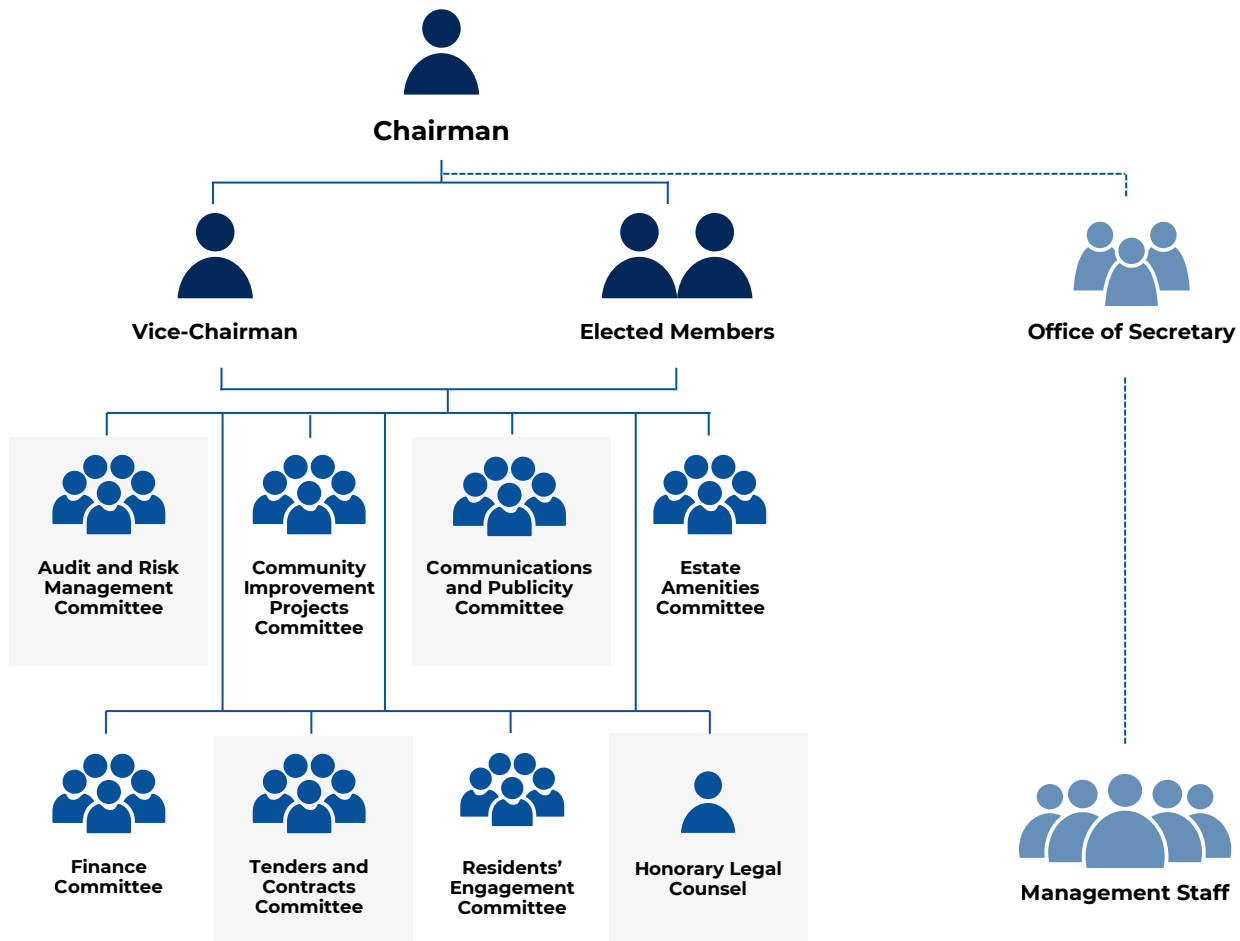 Chairman
Vice-Chairman
Elected Members
Office of Secretary
Audit and Risk
Management
Committee
Community
Improvement
Projects
Committee
Communications
and Publicity
Committee
Estate
Amenities
Committee
Finance
Committee
Tenders and
Contracts
Committee
Residents’
Engagement
Committee
Honorary Legal
Counsel
Management Staff